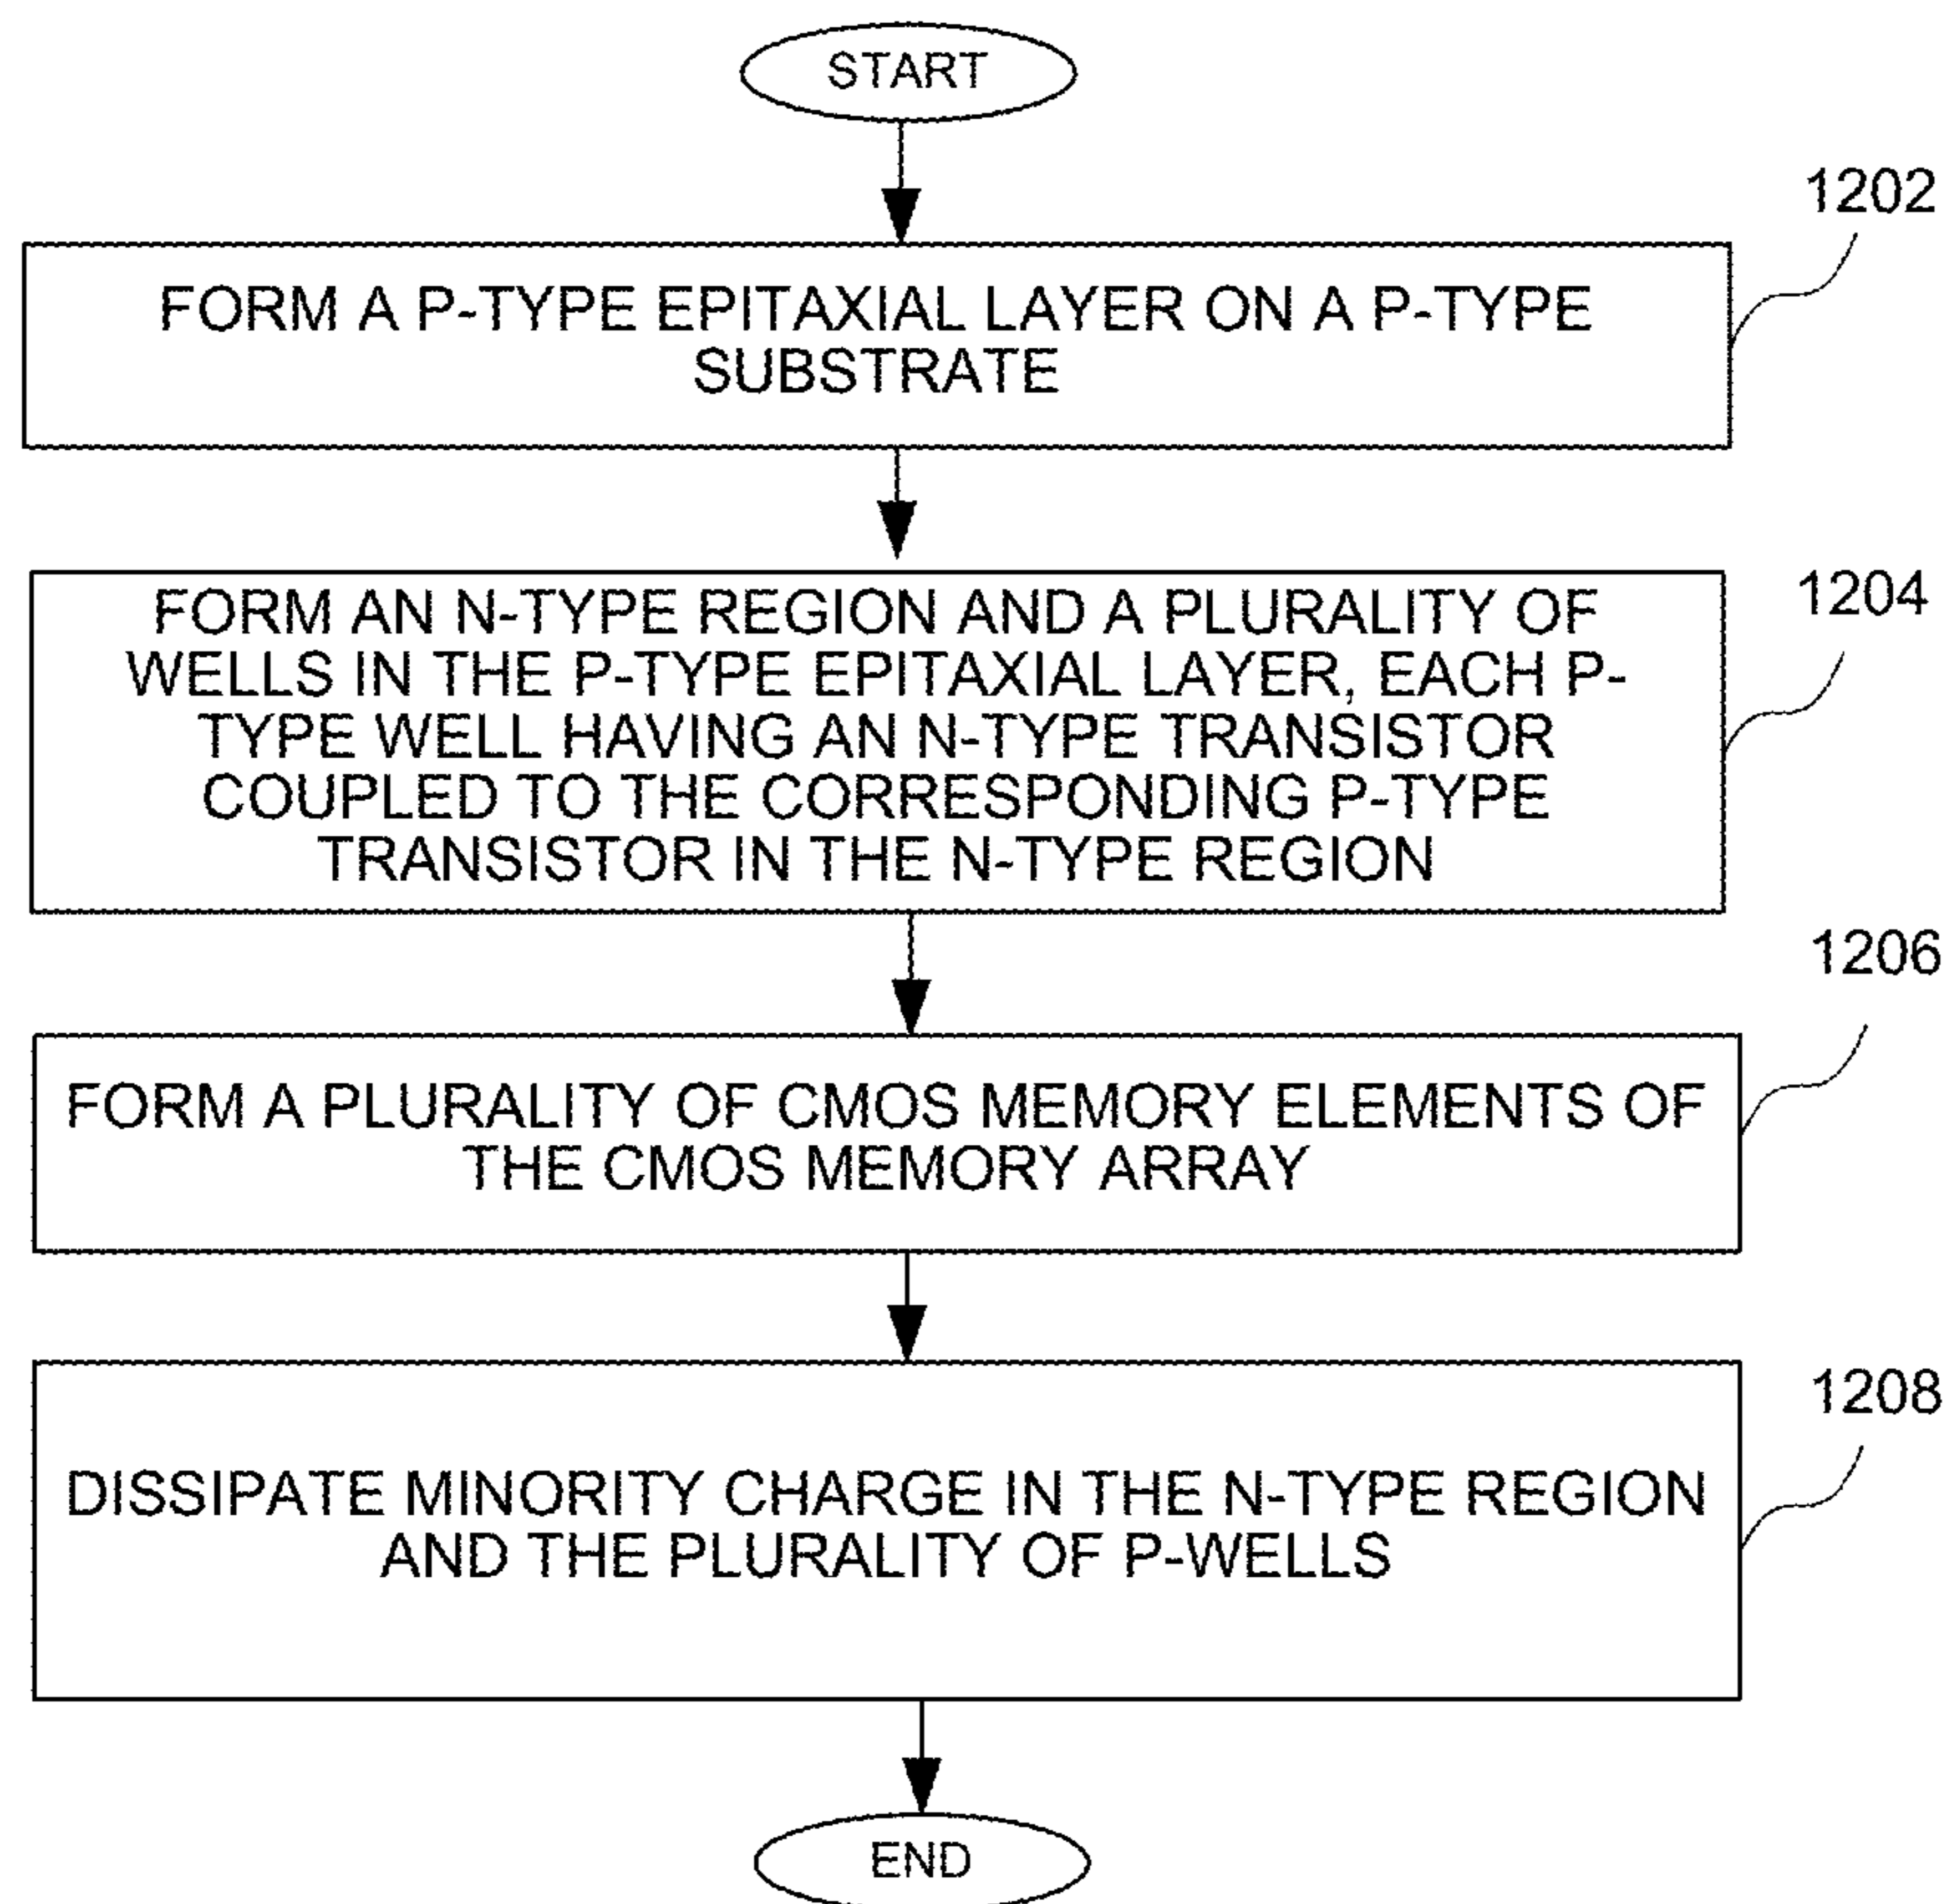 START
1202
FORM A P-TYPE EPITAXIAL LAYER ON A P-TYPE
SUBSTRATE
1204
FORM AN N-TYPE REGION AND A PLURALITY OF
WELLS IN THE P-TYPE EPITAXIAL LAYER, EACH P-
TYPE WELL HAVING AN N-TYPE TRANSISTOR
COUPLED TO THE CORRESPONDING P-TYPE
TRANSISTOR IN THE N-TYPE REGION
1206
FORM A PLURALITY OF CMOS MEMORY ELEMENTS OF
THE CMOS MEMORY ARRAY
1208
DISSIPATE MINORITY CHARGE IN THE N-TYPE REGION
AND THE PLURALITY OF P-WELLS
END